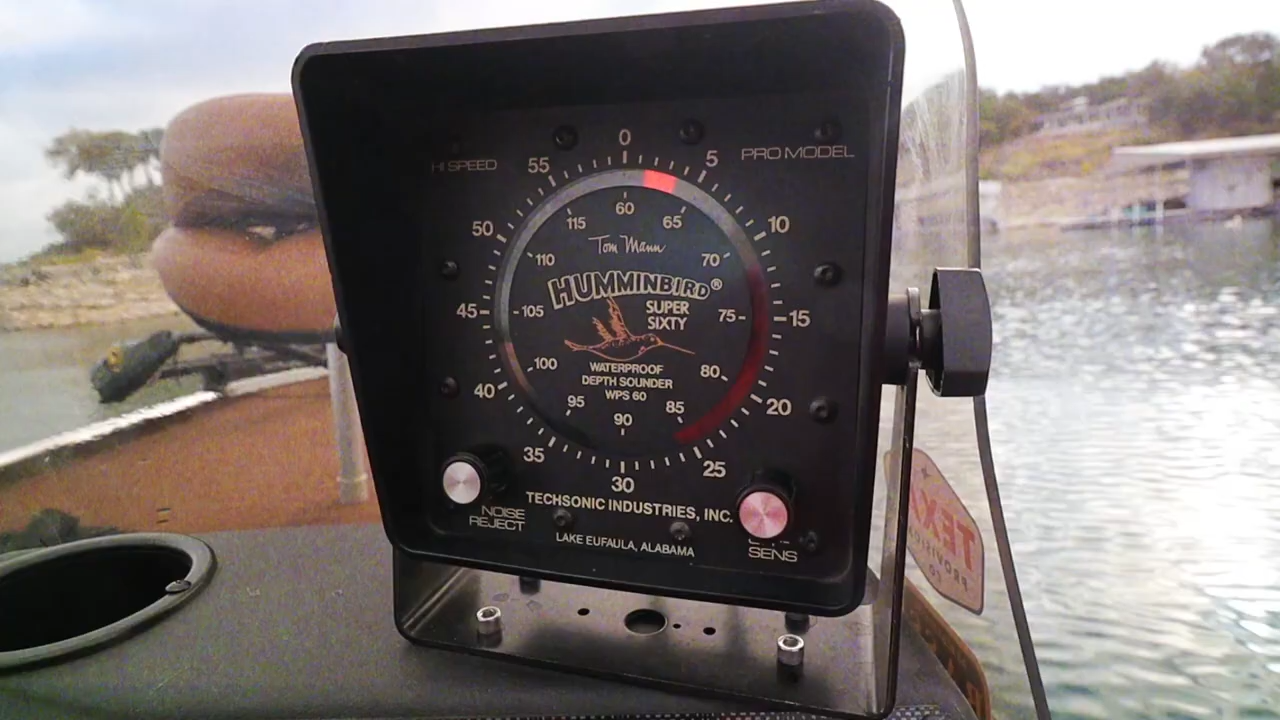 HI SPEED
PRO MODEL
0
5
10
15
20
25
30
35
40
45
50
55
60
65
70
75
80
85
90
95
100
105
110
115
Tom Mann
HUMMINBIRD®
SUPER
SIXTY
WATERPROOF
DEPTH SOUNDER
WPS 60
NOISE
REJECT
TECHSONIC INDUSTRIES, INC.
LAKE EUFAULA, ALABAMA
SENS